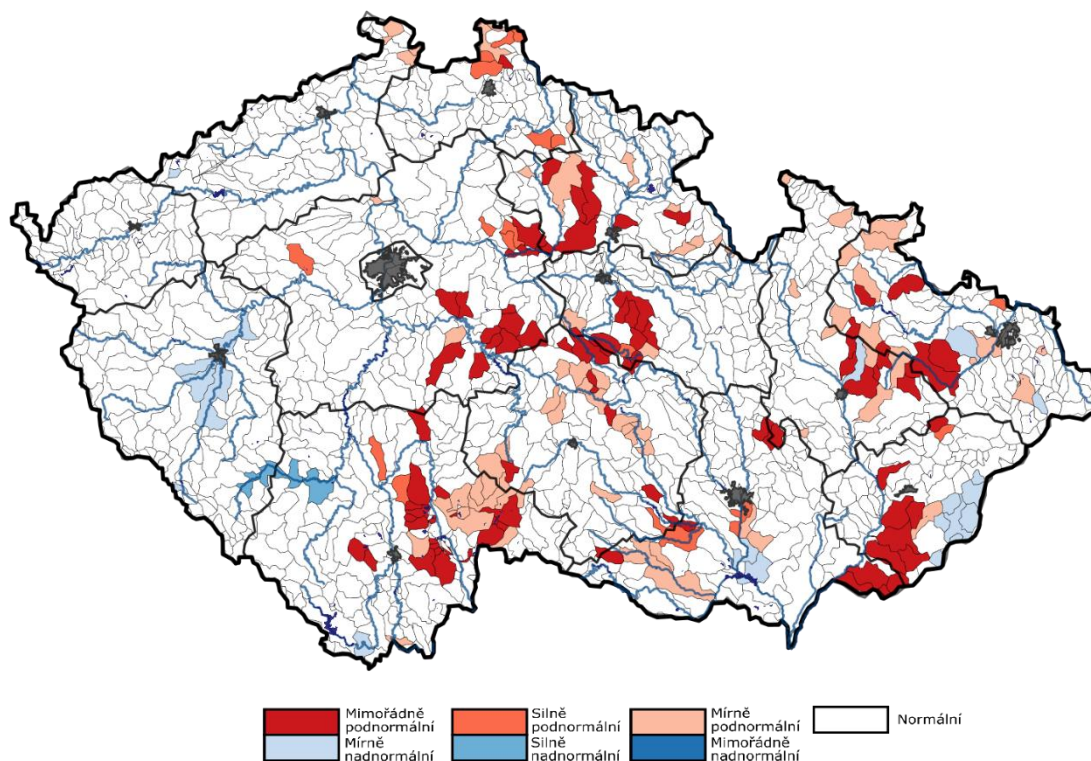 Mimořádně
podnormální
Silně
podnormální
Mírně
podnormální
Normální
Mírně
nadnormální
Silně
nadnormální
Mimořádně
nadnormální